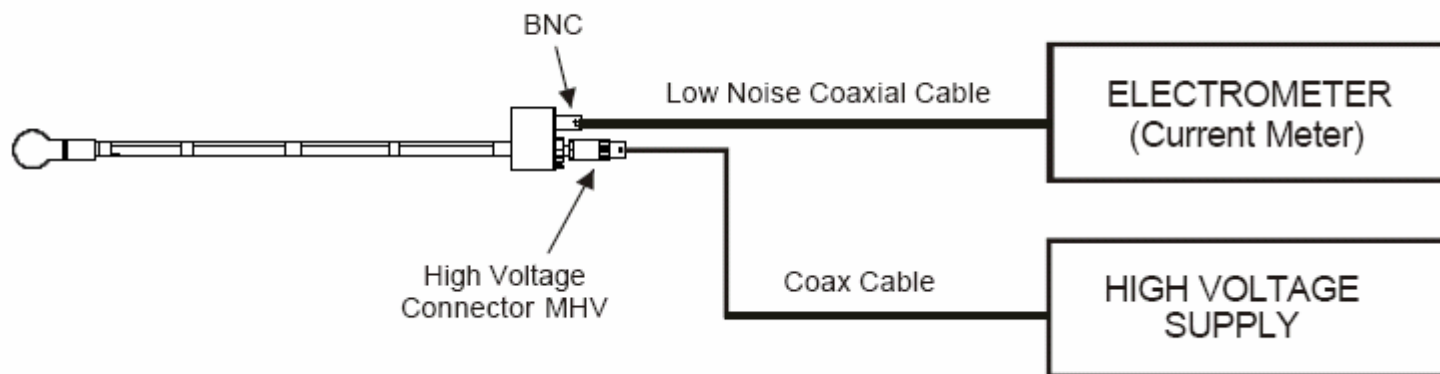 BNC
Low Noise Coaxial Cable
ELECTROMETER
(Current Meter)
High Voltage
Connector MHV
Coax Cable
HIGH VOLTAGE
SUPPLY